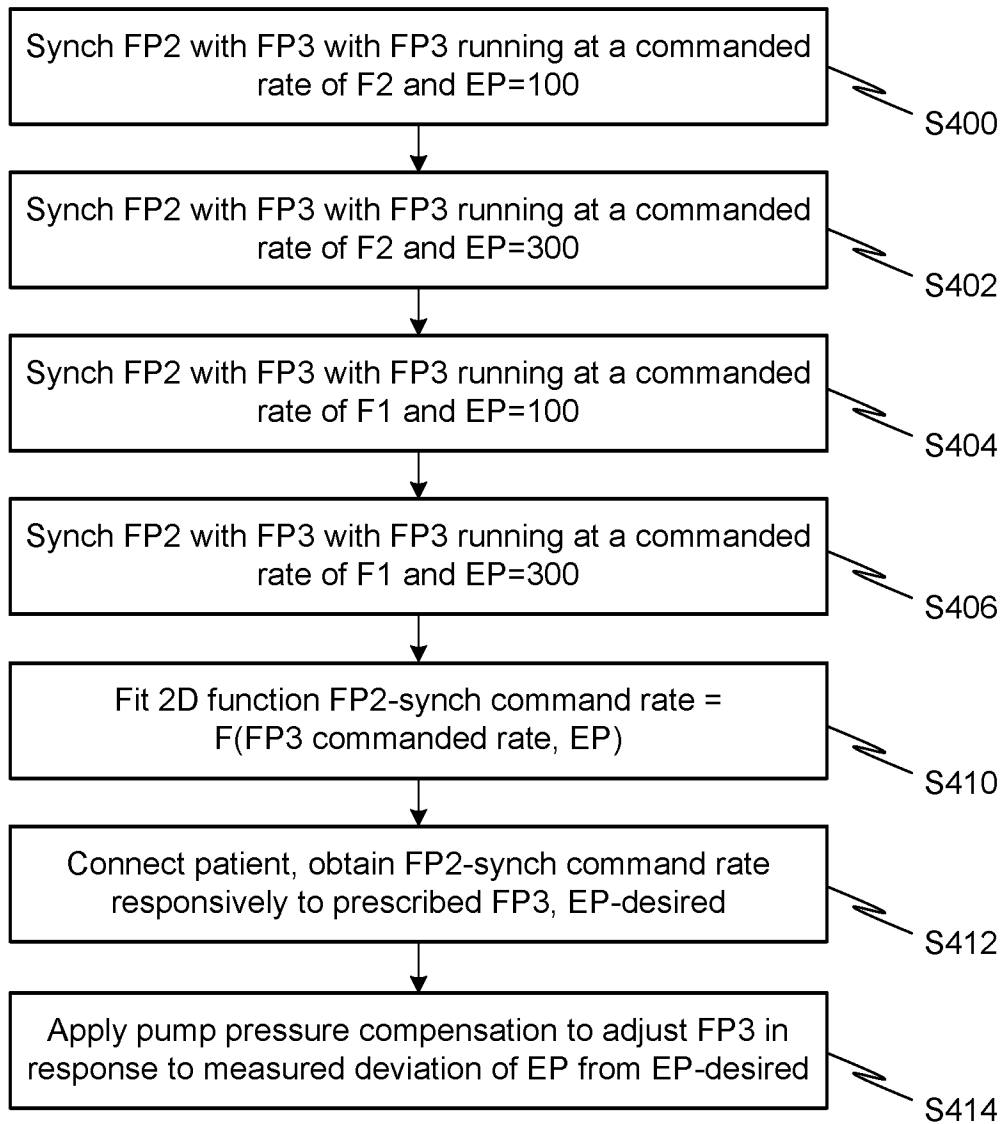 Synch FP2 with FP3 with FP3 running at a commanded
rate of F2 and EP=100
S400
Synch FP2 with FP3 with FP3 running at a commanded
rate of F2 and EP=300
S402
Synch FP2 with FP3 with FP3 running at a commanded
rate of F1 and EP=100
S404
Synch FP2 with FP3 with FP3 running at a commanded
rate of F1 and EP=300
S406
Fit 2D function FP2-synch command rate =
F(FP3 commanded rate, EP)
S410
Connect patient, obtain FP2-synch command rate
responsively to prescribed FP3, EP-desired
S412
Apply pump pressure compensation to adjust FP3 in
response to measured deviation of EP from EP-desired
S414